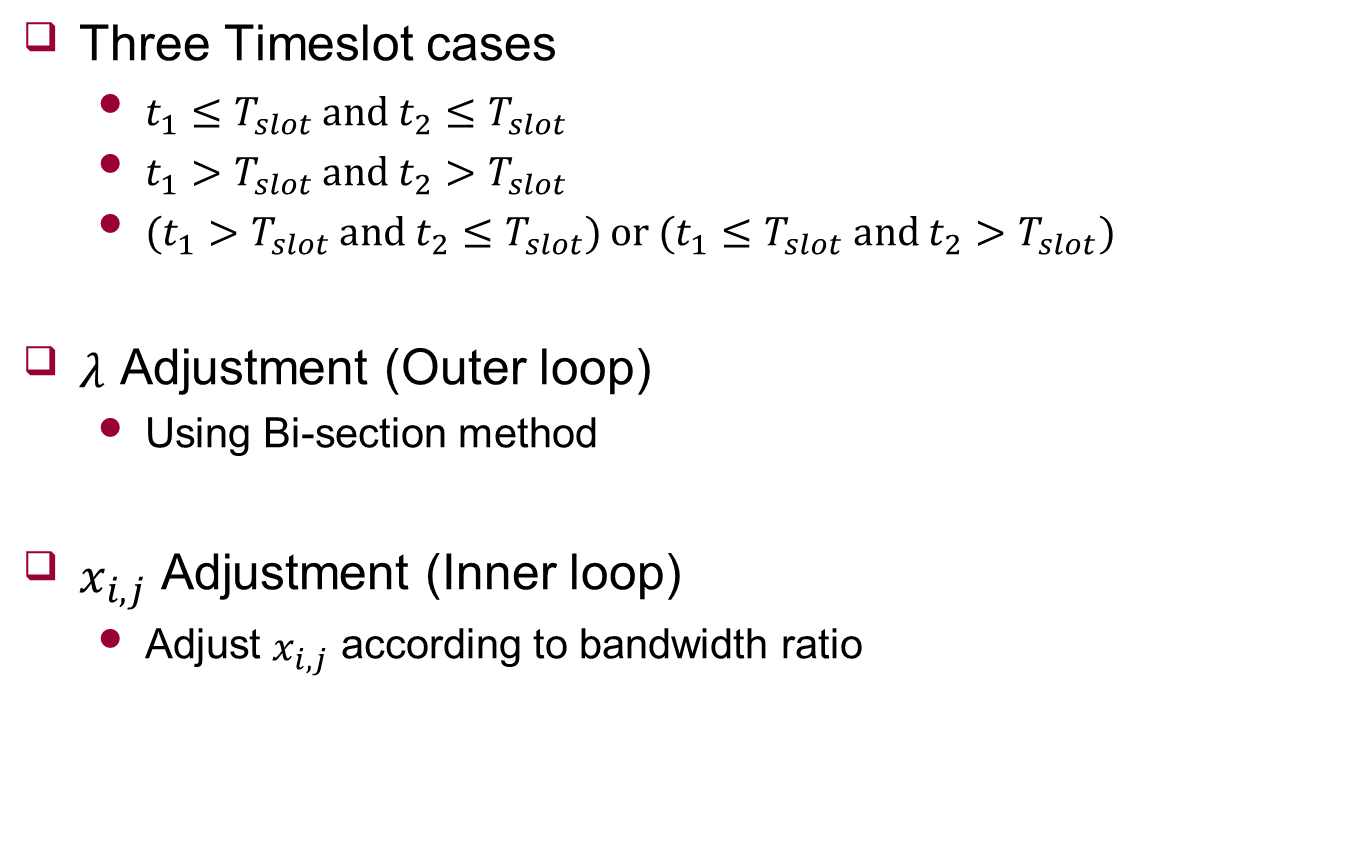 Three Timeslot cases
t₁ ≤ T_slot and t₂ ≤ T_slot
t₁ > T_slot and t₂ > T_slot
(t₁ > T_slot and t₂ ≤ T_slot) or (t₁ ≤ T_slot and t₂ > T_slot)
λ Adjustment (Outer loop)
Using Bi-section method
x_{i,j} Adjustment (Inner loop)
Adjust x_{i,j} according to bandwidth ratio